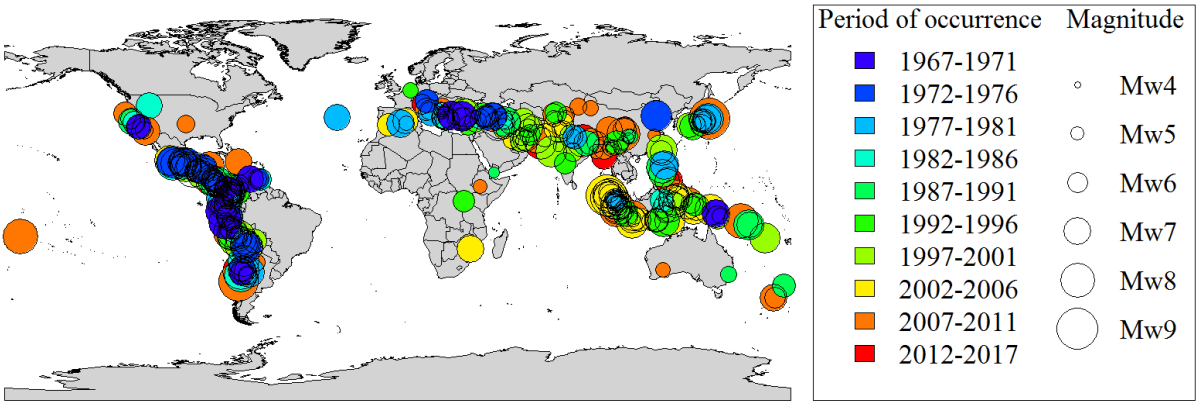 Period of occurrence Magnitude
1967-1971
1972-1976
1977-1981
1982-1986
1987-1991
1992-1996
1997-2001
2002-2006
2007-2011
2012-2017
Mw4
Mw5
Mw6
Mw7
Mw8
Mw9